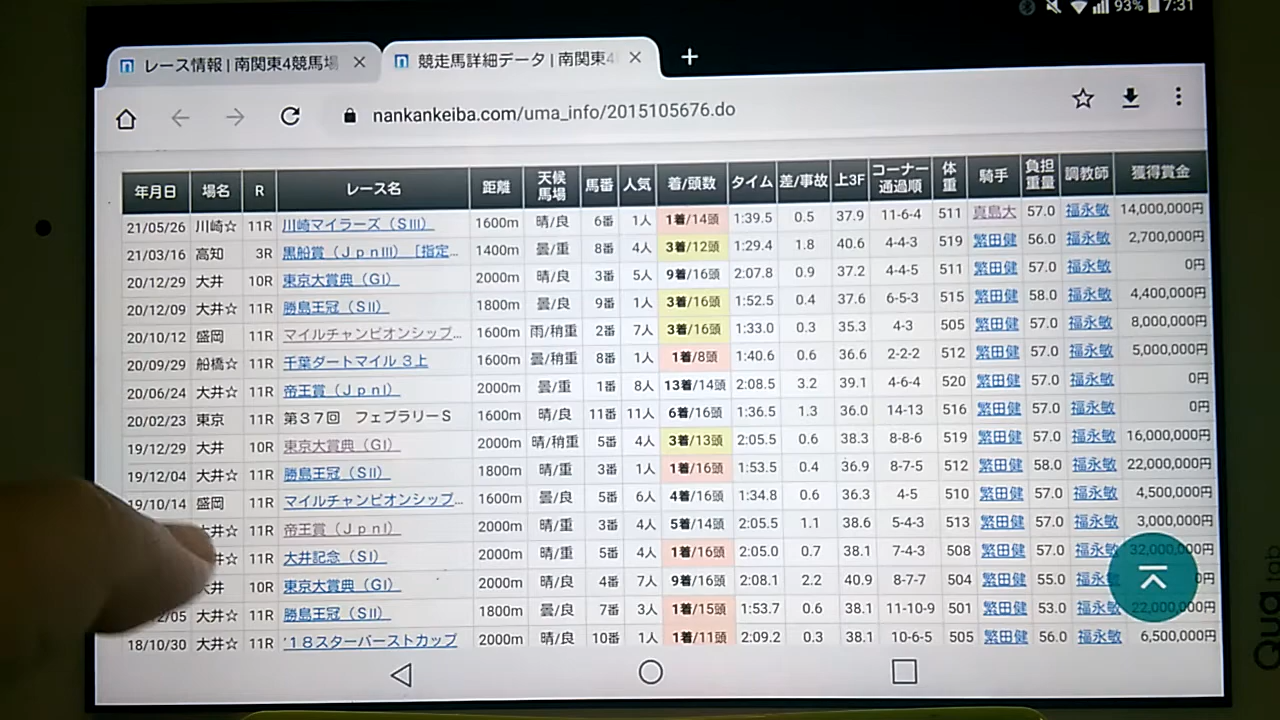 93% 7:31
レース情報 | 南関東4競馬場
競走馬詳細データ | 南関東4
nankankeiba.com/uma_info/2015105676.do
年月日 場名 R レース名 距離 天候馬場 馬番 人気 着/頭数 タイム 差/事故 上3F コーナー通過順 体重 騎手 負担重量 調教師 獲得賞金
21/05/26 川崎☆ 11R 川崎マイラーズ（SⅢ） 1600m 晴/良 6番 1人 1着/14頭 1:39.5 0.5 37.9 11-6-4 511 真島大 57.0 福永敏 14,000,000円
21/03/16 高知 3R 黒船賞（ＪｐｎⅢ）［指定... 1400m 曇/重 8番 4人 3着/12頭 1:29.4 1.8 40.6 4-4-3 519 繁田健 56.0 福永敏 2,700,000円
20/12/29 大井 10R 東京大賞典（GⅠ） 2000m 晴/良 3番 5人 9着/16頭 2:07.8 0.9 37.2 4-4-5 511 繁田健 57.0 福永敏 0円
20/12/09 大井☆ 11R 勝島王冠（SⅡ） 1800m 曇/良 9番 1人 3着/16頭 1:52.5 0.4 37.6 6-5-3 515 繁田健 58.0 福永敏 4,400,000円
20/10/12 盛岡 11R マイルチャンピオンシップ... 1600m 雨/稍重 2番 7人 3着/16頭 1:33.0 0.3 35.3 4-3 505 繁田健 57.0 福永敏 8,000,000円
20/09/29 船橋☆ 11R 千葉ダートマイル ３上 1600m 曇/稍重 8番 1人 1着/8頭 1:40.6 0.6 36.6 2-2-2 512 繁田健 57.0 福永敏 5,000,000円
20/06/24 大井☆ 11R 帝王賞（ＪｐｎⅠ） 2000m 曇/重 1番 8人 13着/14頭 2:08.5 3.2 39.1 4-6-4 520 繁田健 57.0 福永敏 0円
20/02/23 東京 11R 第３７回 フェブラリーＳ 1600m 晴/良 11番 11人 6着/16頭 1:36.5 1.3 36.0 14-13 516 繁田健 57.0 福永敏 0円
19/12/29 大井 10R 東京大賞典（GⅠ） 2000m 晴/稍重 5番 4人 3着/13頭 2:05.5 0.6 38.3 8-8-6 519 繁田健 57.0 福永敏 16,000,000円
19/12/04 大井☆ 11R 勝島王冠（SⅡ） 1800m 晴/重 3番 1人 1着/16頭 1:53.5 0.4 36.9 8-7-5 512 繁田健 58.0 福永敏 22,000,000円
19/10/14 盛岡 11R マイルチャンピオンシップ... 1600m 曇/良 5番 6人 4着/16頭 1:34.8 0.6 36.3 4-5 510 繁田健 57.0 福永敏 4,500,000円
大井☆ 11R 帝王賞（ＪｐｎⅠ） 2000m 曇/重 3番 4人 5着/14頭 2:05.5 1.1 38.6 5-4-3 513 繁田健 57.0 福永敏 3,000,000円
井☆ 11R 大井記念（SⅠ） 2000m 晴/重 5番 4人 1着/16頭 2:05.0 0.7 38.1 7-4-3 508 繁田健 57.0 福永敏 32,000,000円
大井 10R 東京大賞典（GⅠ） 2000m 晴/良 4番 7人 9着/16頭 2:08.1 2.2 40.9 8-7-7 504 繁田健 55.0 福永敏 0円
2/05 大井☆ 11R 勝島王冠（SⅡ） 1800m 曇/良 7番 3人 1着/15頭 1:53.7 0.6 38.1 11-10-9 501 繁田健 53.0 福永敏 22,000,000円
18/10/30 大井☆ 11R ’１８スターバーストカップ 2000m 晴/良 10番 1人 1着/11頭 2:09.2 0.3 38.1 10-6-5 505 繁田健 56.0 福永敏 6,500,000円
Qua tab